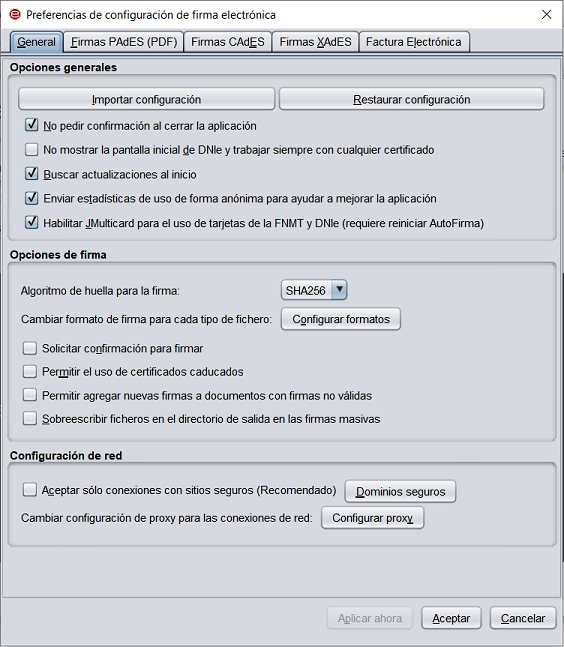 Preferencias de configuración de firma electrónica
General Firmas PAdES (PDF) Firmas CAdES Firmas XAdES Factura Electrónica
Opciones generales
Importar configuración Restaurar configuración
No pedir confirmación al cerrar la aplicación
No mostrar la pantalla inicial de DNIe y trabajar siempre con cualquier certificado
Buscar actualizaciones al inicio
Enviar estadísticas de uso de forma anónima para ayudar a mejorar la aplicación
Habilitar JMulticard para el uso de tarjetas de la FNMT y DNIe (requiere reiniciar AutoFirma)
Opciones de firma
Algoritmo de huella para la firma: SHA256
Cambiar formato de firma para cada tipo de fichero: Configurar formatos
Solicitar confirmación para firmar
Permitir el uso de certificados caducados
Permitir agregar nuevas firmas a documentos con firmas no válidas
Sobreescribir ficheros en el directorio de salida en las firmas masivas
Configuración de red
Aceptar sólo conexiones con sitios seguros (Recomendado) Dominios seguros
Cambiar configuración de proxy para las conexiones de red: Configurar proxy
Aplicar ahora Aceptar Cancelar